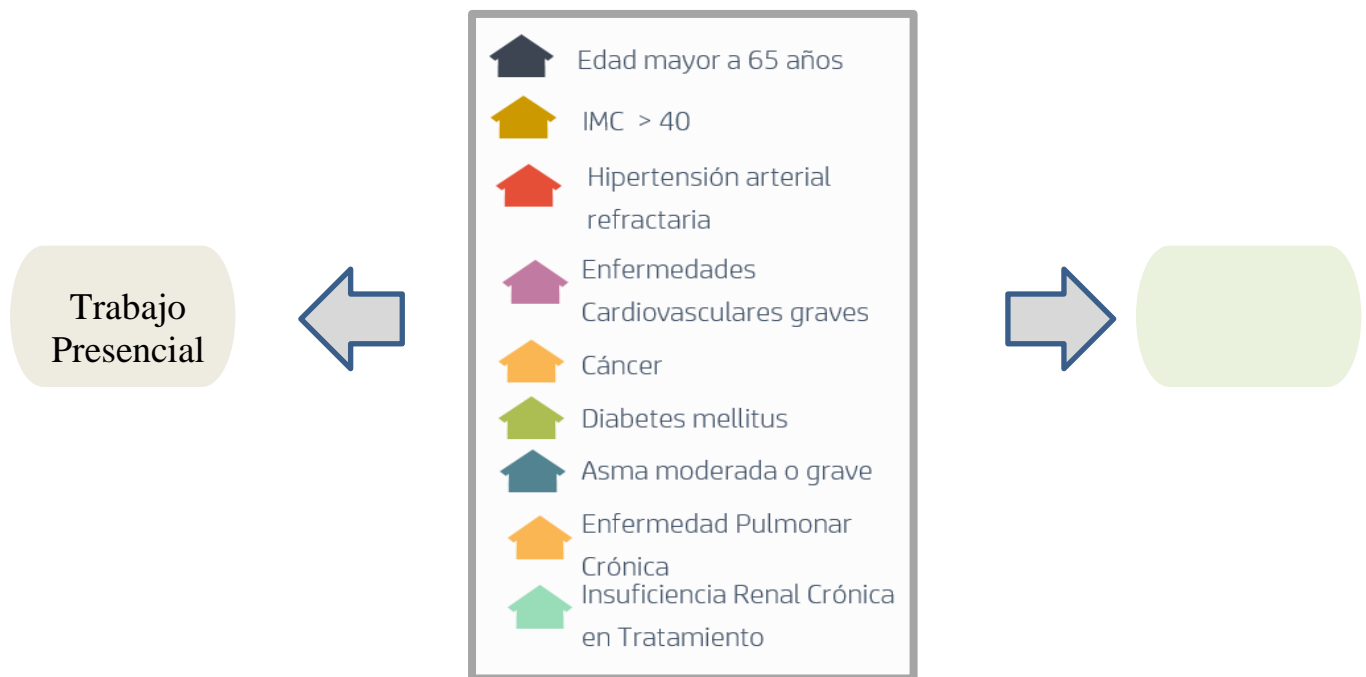 Edad mayor a 65 años
IMC > 40
Hipertensión arterial
refractaria
Enfermedades
Cardiovasculares graves
Trabajo
Presencial
Cáncer
Diabetes mellitus
Asma moderada o grave
Enfermedad Pulmonar
Crónica
Insuficiencia Renal Crónica
en Tratamiento